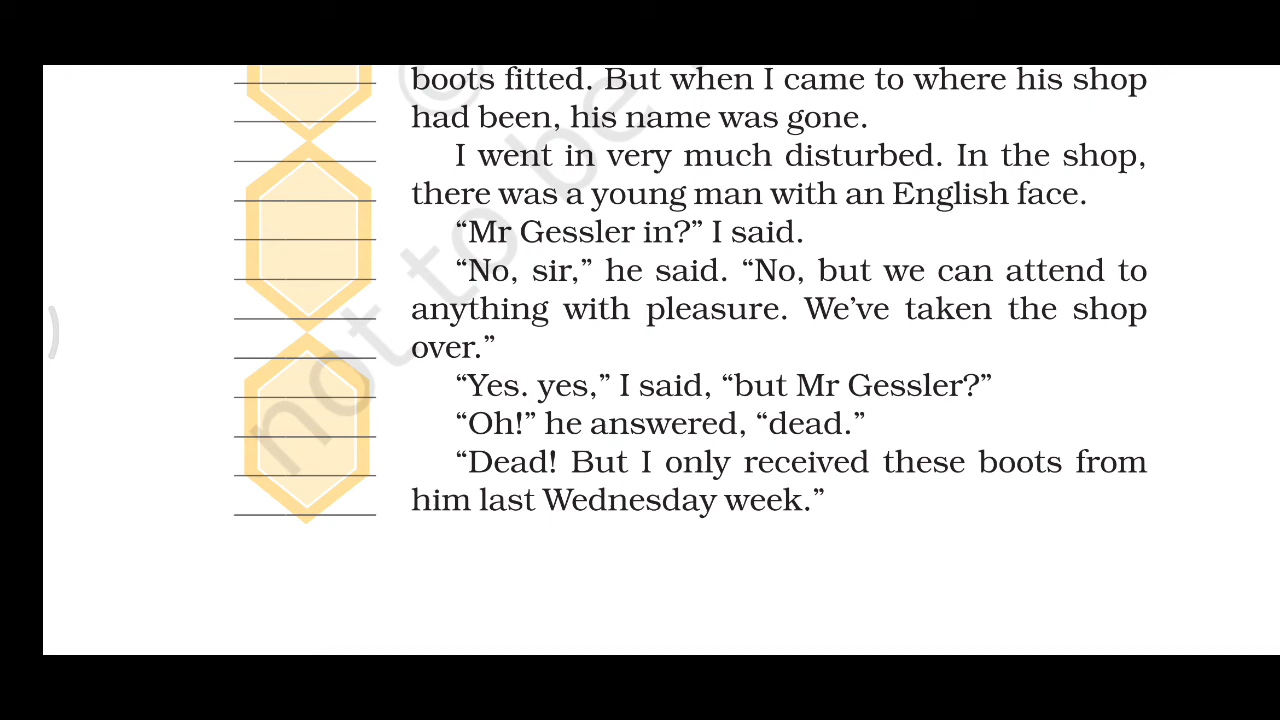 boots fitted. But when I came to where his shop
had been, his name was gone.
I went in very much disturbed. In the shop,
there was a young man with an English face.
“Mr Gessler in?” I said.
“No, sir,” he said. “No, but we can attend to
anything with pleasure. We’ve taken the shop
over.”
“Yes. yes,” I said, “but Mr Gessler?”
“Oh!” he answered, “dead.”
“Dead! But I only received these boots from
him last Wednesday week.”
©
not to be